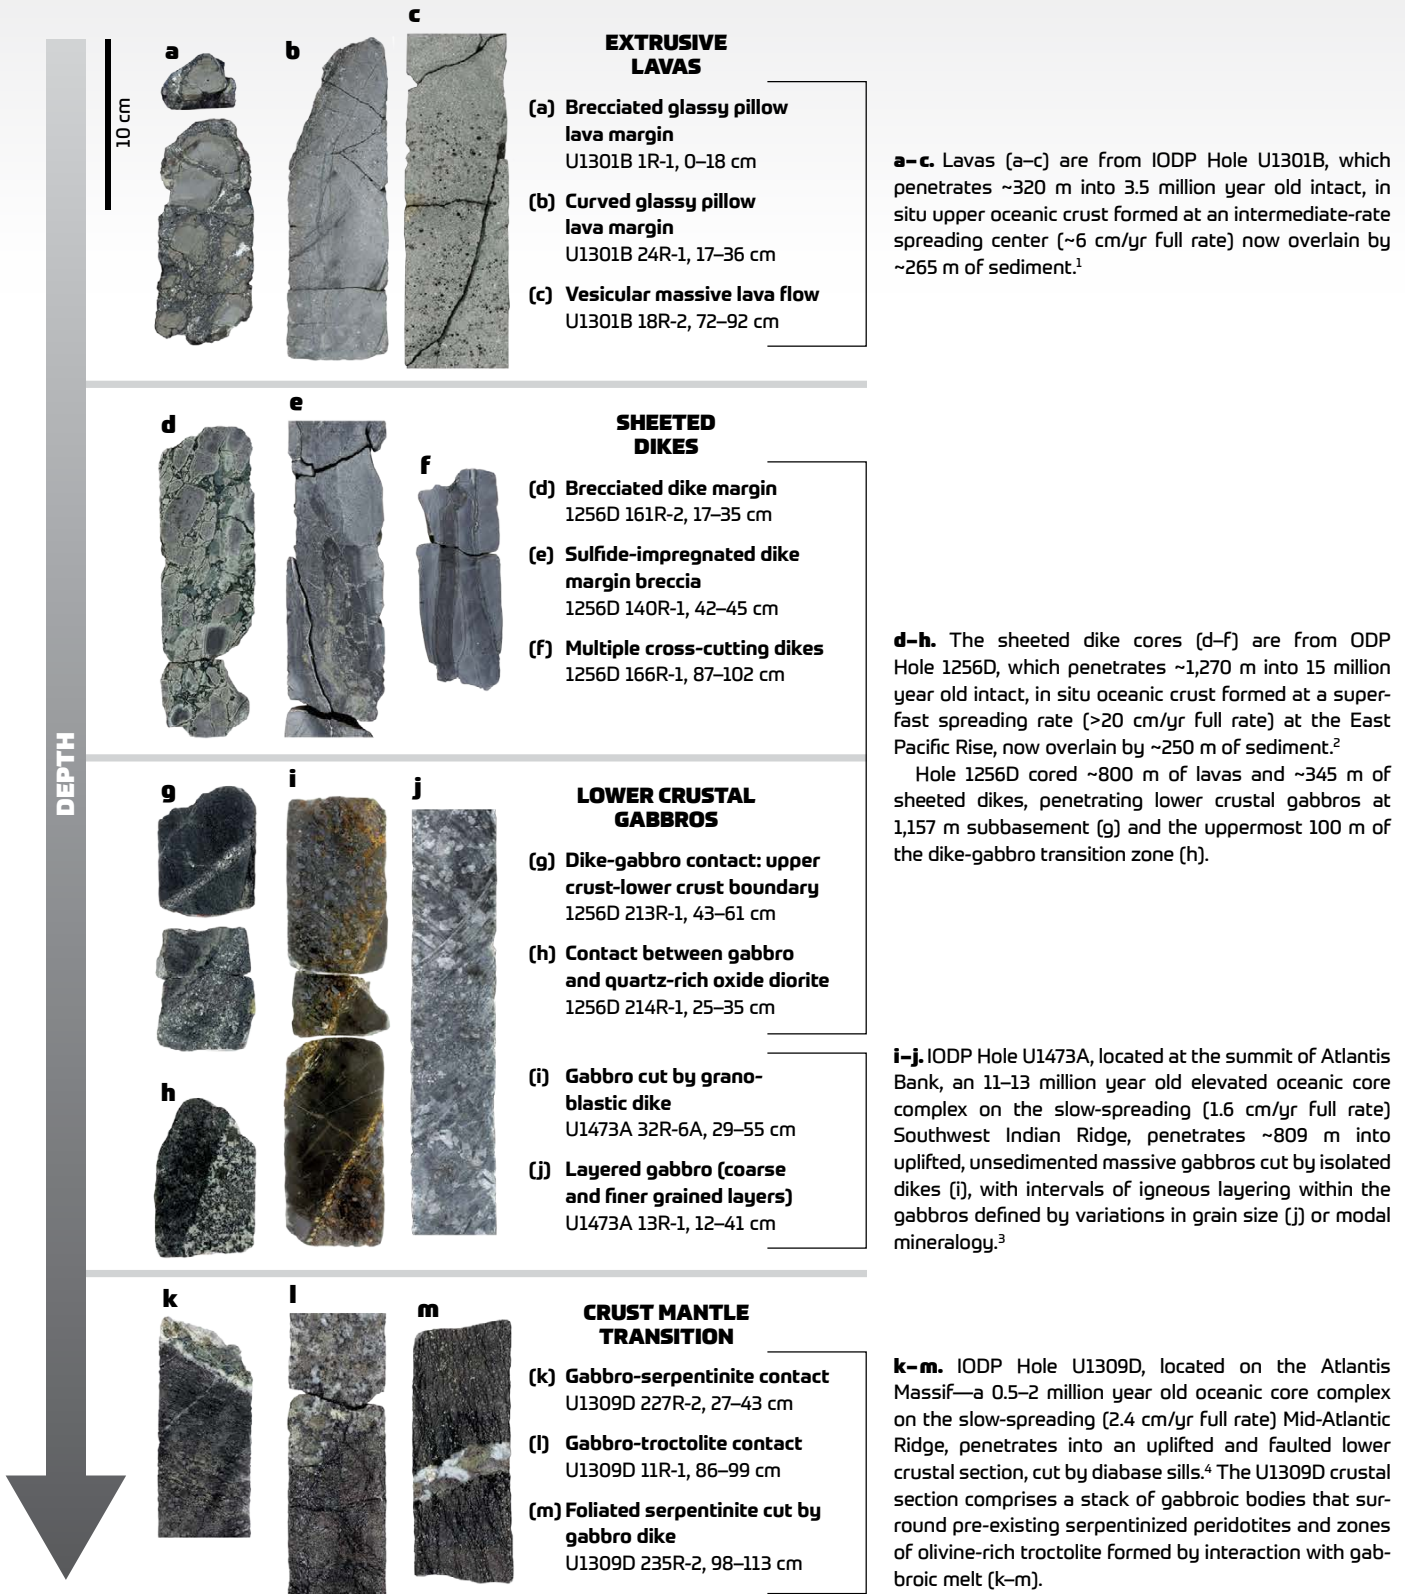 a
b
c
10 cm
EXTRUSIVE
LAVAS
(a) Brecciated glassy pillow
lava margin
U1301B 1R-1, 0–18 cm
(b) Curved glassy pillow
lava margin
U1301B 24R-1, 17–36 cm
(c) Vesicular massive lava flow
U1301B 18R-2, 72–92 cm
a–c. Lavas (a–c) are from IODP Hole U1301B, which
penetrates ~320 m into 3.5 million year old intact, in
situ upper oceanic crust formed at an intermediate-rate
spreading center (~6 cm/yr full rate) now overlain by
~265 m of sediment.¹
d
e
f
SHEETED
DIKES
(d) Brecciated dike margin
1256D 161R-2, 17–35 cm
(e) Sulfide-impregnated dike
margin breccia
1256D 140R-1, 42–45 cm
(f) Multiple cross-cutting dikes
1256D 166R-1, 87–102 cm
d–h. The sheeted dike cores (d–f) are from ODP
Hole 1256D, which penetrates ~1,270 m into 15 million
year old intact, in situ oceanic crust formed at a super-
fast spreading rate (>20 cm/yr full rate) at the East
Pacific Rise, now overlain by ~250 m of sediment.²
Hole 1256D cored ~800 m of lavas and ~345 m of
sheeted dikes, penetrating lower crustal gabbros at
1,157 m subbasement (g) and the uppermost 100 m of
the dike-gabbro transition zone (h).
DEPTH
g
h
i
j
LOWER CRUSTAL
GABBROS
(g) Dike-gabbro contact: upper
crust-lower crust boundary
1256D 213R-1, 43–61 cm
(h) Contact between gabbro
and quartz-rich oxide diorite
1256D 214R-1, 25–35 cm
(i) Gabbro cut by grano-
blastic dike
U1473A 32R-6A, 29–55 cm
(j) Layered gabbro (coarse
and finer grained layers)
U1473A 13R-1, 12–41 cm
i–j. IODP Hole U1473A, located at the summit of Atlantis
Bank, an 11–13 million year old elevated oceanic core
complex on the slow-spreading (1.6 cm/yr full rate)
Southwest Indian Ridge, penetrates ~809 m into
uplifted, unsedimented massive gabbros cut by isolated
dikes (i), with intervals of igneous layering within the
gabbros defined by variations in grain size (j) or modal
mineralogy.³
k
l
m
CRUST MANTLE
TRANSITION
(k) Gabbro-serpentinite contact
U1309D 227R-2, 27–43 cm
(l) Gabbro-troctolite contact
U1309D 11R-1, 86–99 cm
(m) Foliated serpentinite cut by
gabbro dike
U1309D 235R-2, 98–113 cm
k–m. IODP Hole U1309D, located on the Atlantis
Massif—a 0.5–2 million year old oceanic core complex
on the slow-spreading (2.4 cm/yr full rate) Mid-Atlantic
Ridge, penetrates into an uplifted and faulted lower
crustal section, cut by diabase sills.⁴ The U1309D crustal
section comprises a stack of gabbroic bodies that sur-
round pre-existing serpentinized peridotites and zones
of olivine-rich troctolite formed by interaction with gab-
broic melt (k–m).